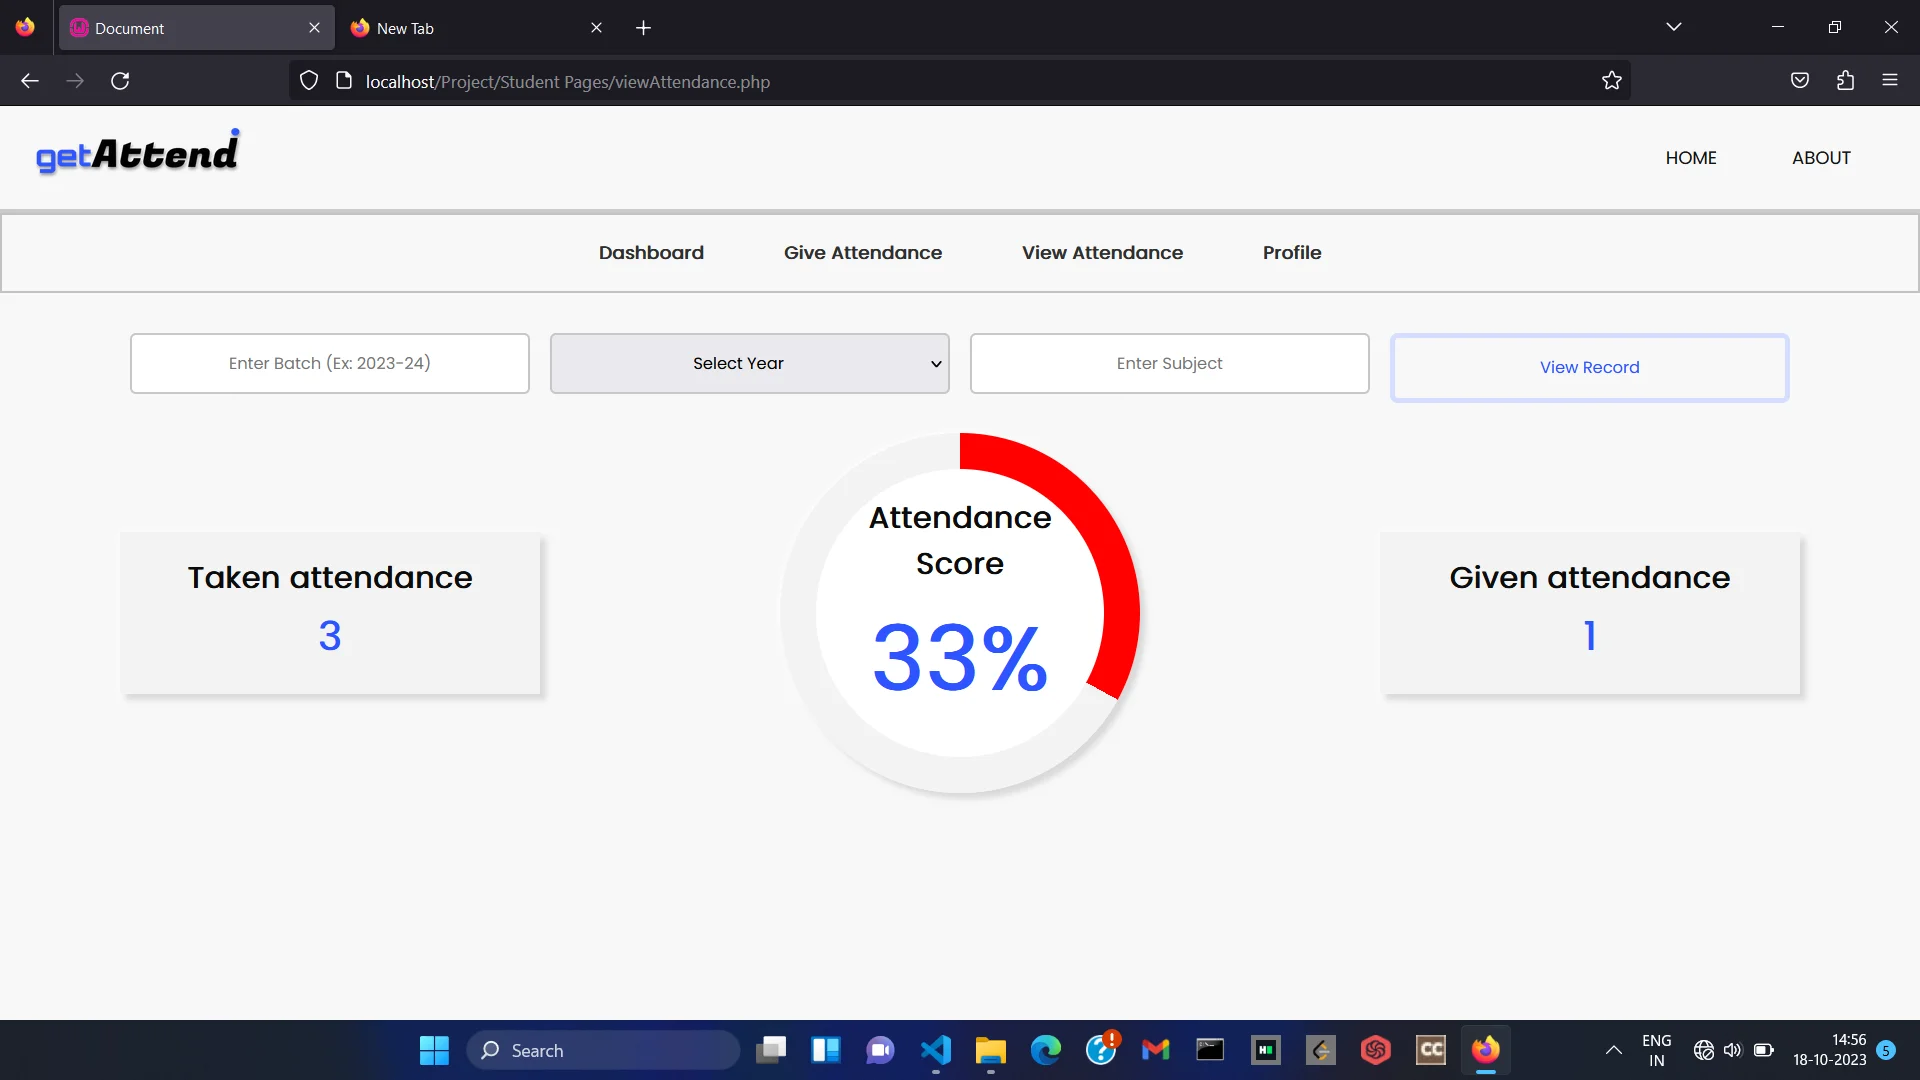 Document
New Tab
localhost/Project/Student Pages/viewAttendance.php
getAttend
HOME
ABOUT
Dashboard
Give Attendance
View Attendance
Profile
Enter Batch (Ex: 2023-24)
Select Year
Enter Subject
View Record
Attendance
Score
33%
Taken attendance
3
Given attendance
1
Search
H
CC
ENG
IN
14:56
18-10-2023
5